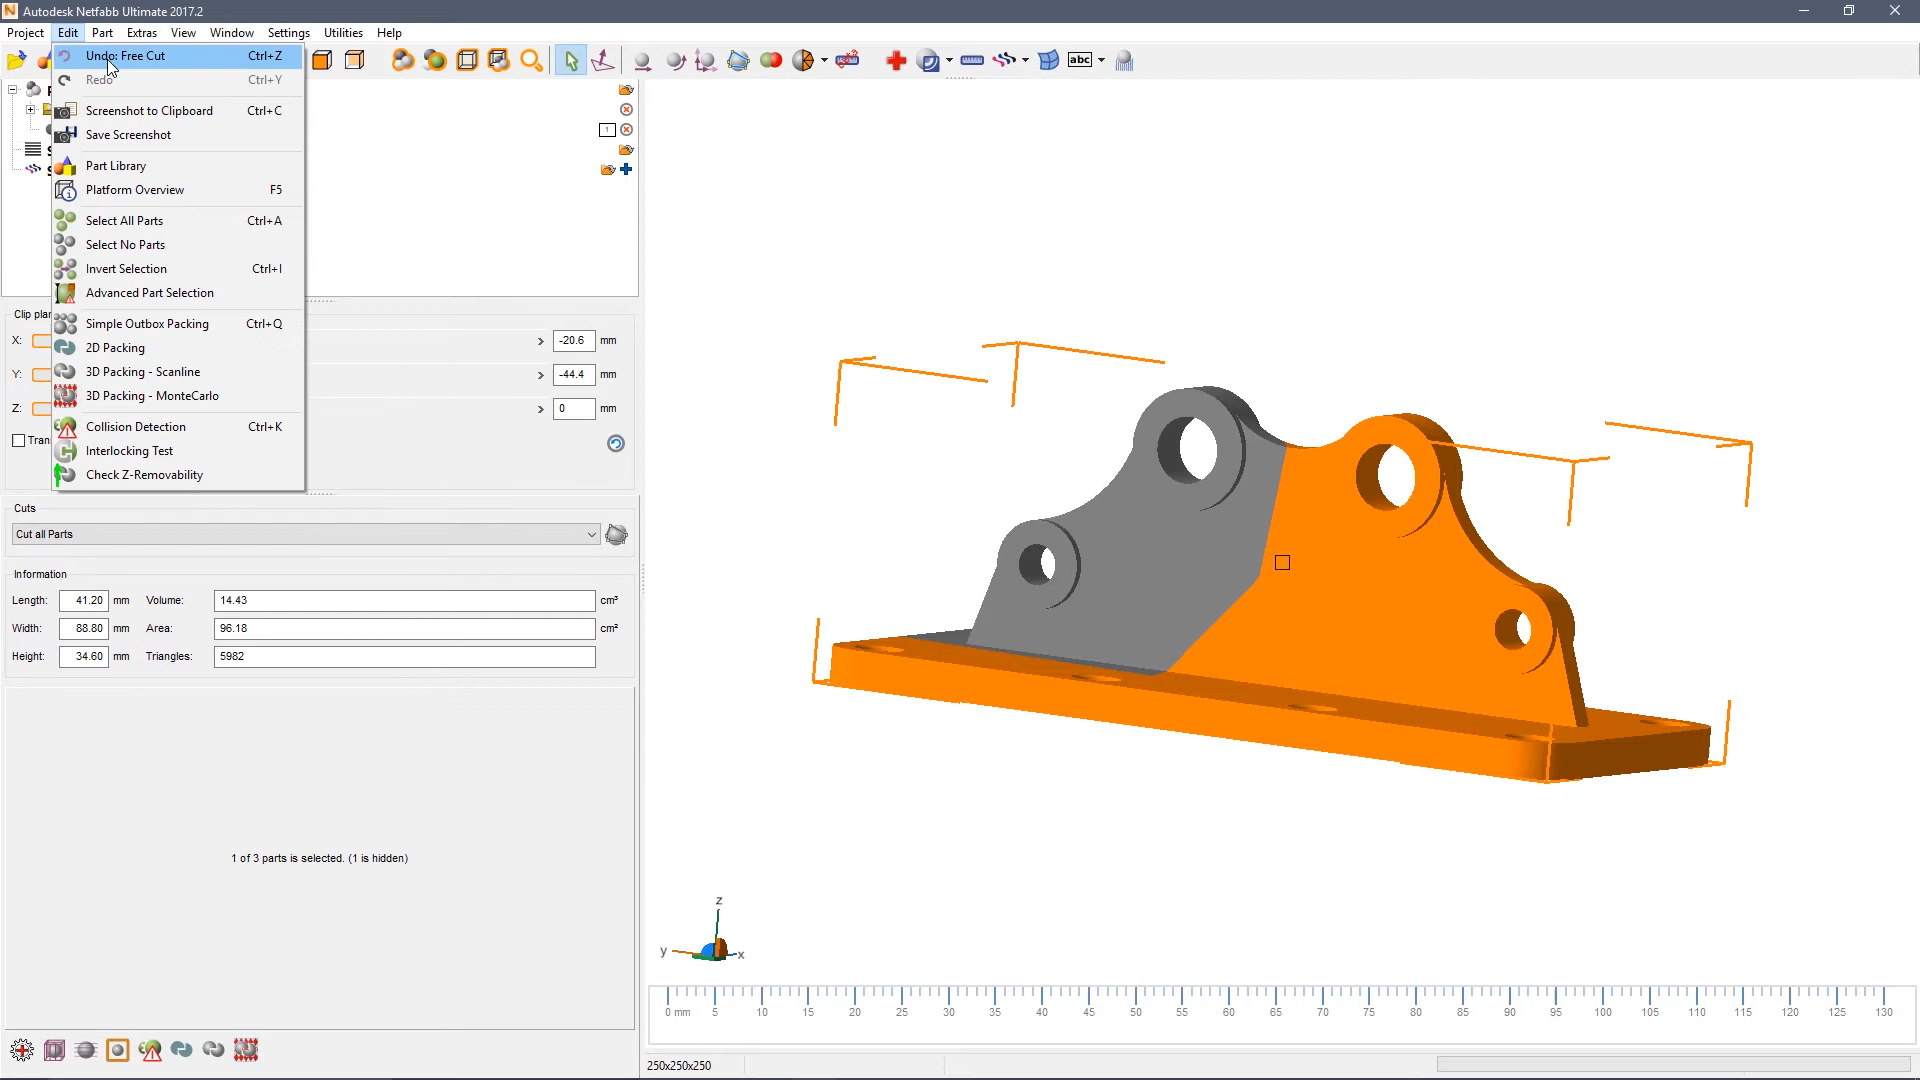 Autodesk Netfabb Ultimate 2017.2
Project Edit Part Extras View Window Settings Utilities Help
Undo: Free Cut Ctrl+Z
Redo Ctrl+Y
Screenshot to Clipboard Ctrl+C
Save Screenshot
Part Library
Platform Overview F5
Select All Parts Ctrl+A
Select No Parts
Invert Selection Ctrl+I
Advanced Part Selection
Simple Outbox Packing Ctrl+Q
2D Packing
3D Packing - Scanline
3D Packing - MonteCarlo
Collision Detection Ctrl+K
Interlocking Test
Check Z-Removability
abc
1
Clip plan
X: -20.6 mm
Y: -44.4 mm
Z: 0 mm
Tran
Cuts
Cut all Parts
Information
Length: 41.20 mm Volume: 14.43 cm³
Width: 88.80 mm Area: 96.18 cm²
Height: 34.60 mm Triangles: 5982
1 of 3 parts is selected. (1 is hidden)
z
y x
0 mm 5 10 15 20 25 30 35 40 45 50 55 60 65 70 75 80 85 90 95 100 105 110 115 120 125 130
250x250x250